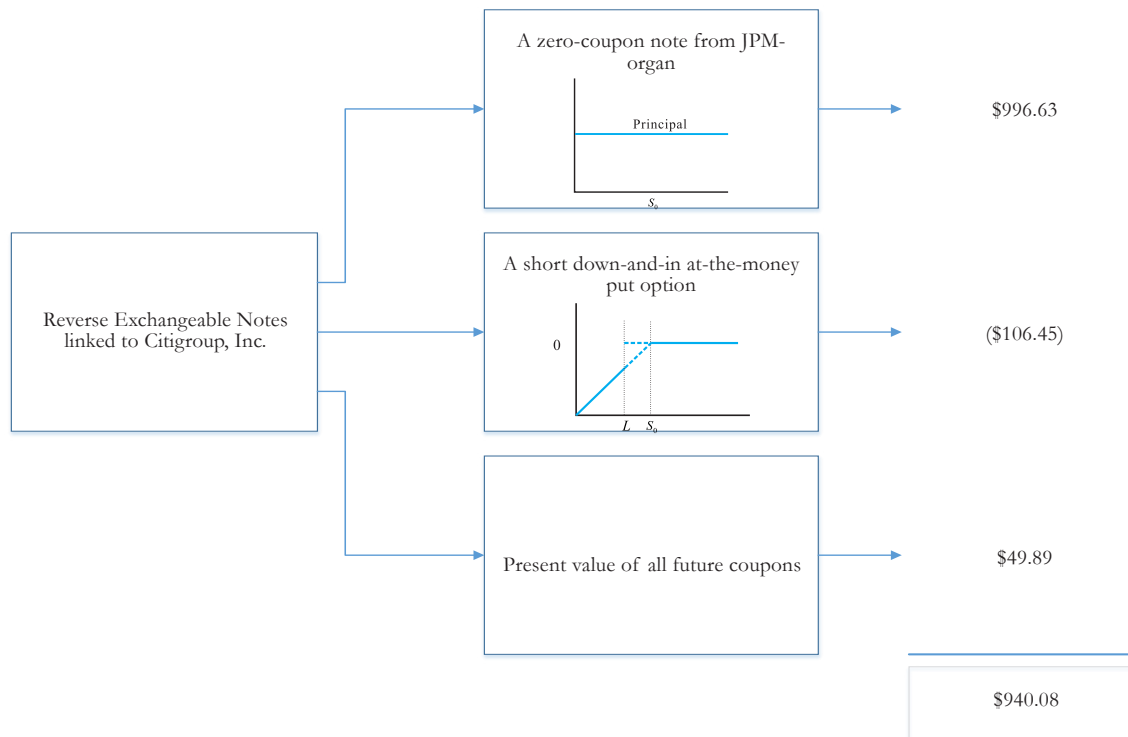 A zero-coupon note from JPM-
organ
Principal
S₀
$996.63
Reverse Exchangeable Notes
linked to Citigroup, Inc.
A short down-and-in at-the-money
put option
0
L S₀
($106.45)
Present value of all future coupons
$49.89
$940.08